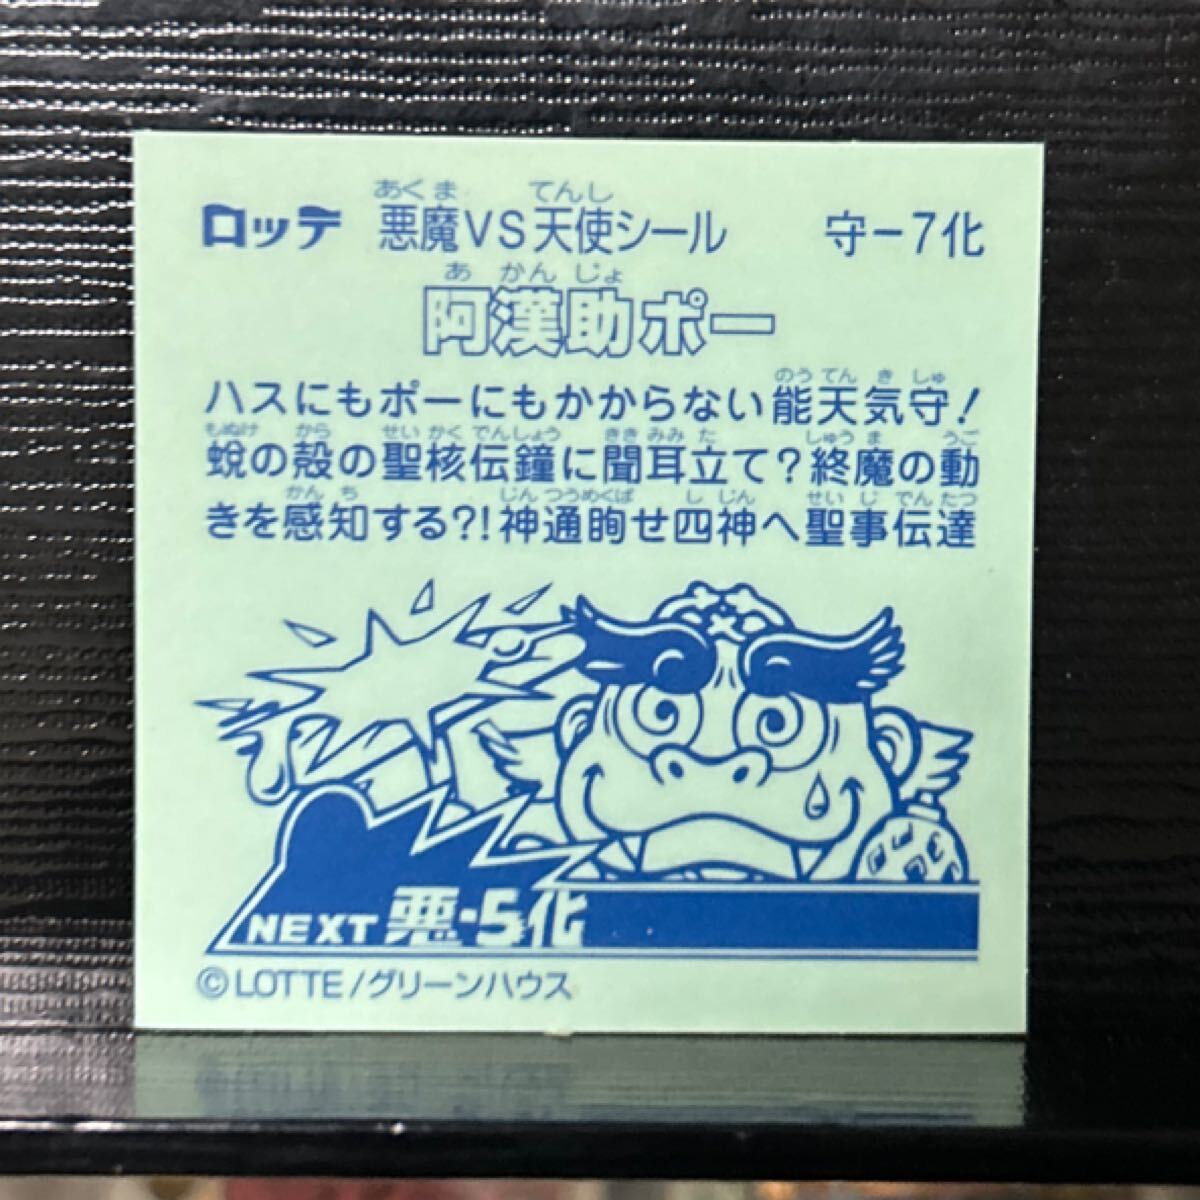 ロッテ 悪魔VS天使シール 守-7化
あくま てんし
阿漢助ポー
あ かん じょ
ハスにもポーにもかからない能天気守!
のう てん き しゅ
蛻の殻の聖核伝鐘に聞耳立て?終魔の動
もぬけ から せい かく でんしょう きき みみ た しゅう ま うご
きを感知する?!神通眴せ四神へ聖事伝達
かん ち じん つうめくば し じん せい じ でん たつ
NEXT 悪-5化
©LOTTE/グリーンハウス